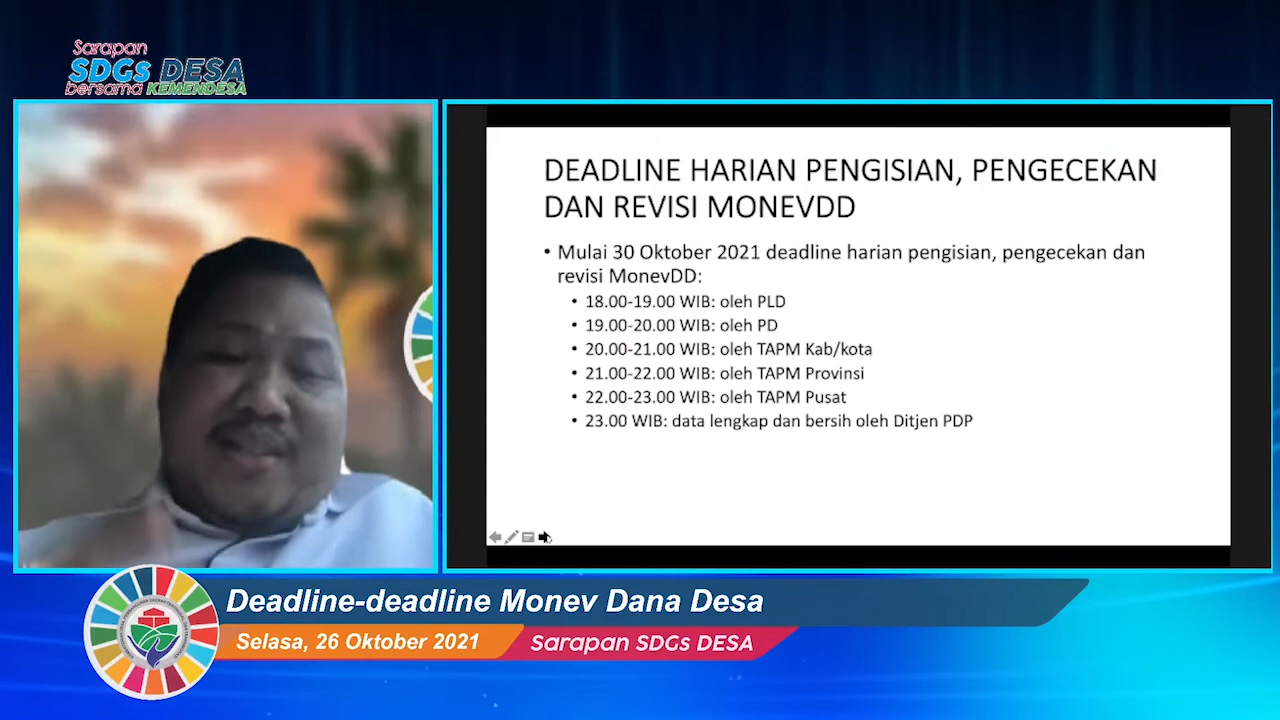 Sarapan
SDGs DESA
bersama KEMENDESA
DEADLINE HARIAN PENGISIAN, PENGECEKAN
DAN REVISI MONEVDD
• Mulai 30 Oktober 2021 deadline harian pengisian, pengecekan dan
revisi MonevDD:
• 18.00-19.00 WIB: oleh PLD
• 19.00-20.00 WIB: oleh PD
• 20.00-21.00 WIB: oleh TAPM Kab/kota
• 21.00-22.00 WIB: oleh TAPM Provinsi
• 22.00-23.00 WIB: oleh TAPM Pusat
• 23.00 WIB: data lengkap dan bersih oleh Ditjen PDP
Deadline-deadline Monev Dana Desa
Selasa, 26 Oktober 2021
Sarapan SDGs DESA